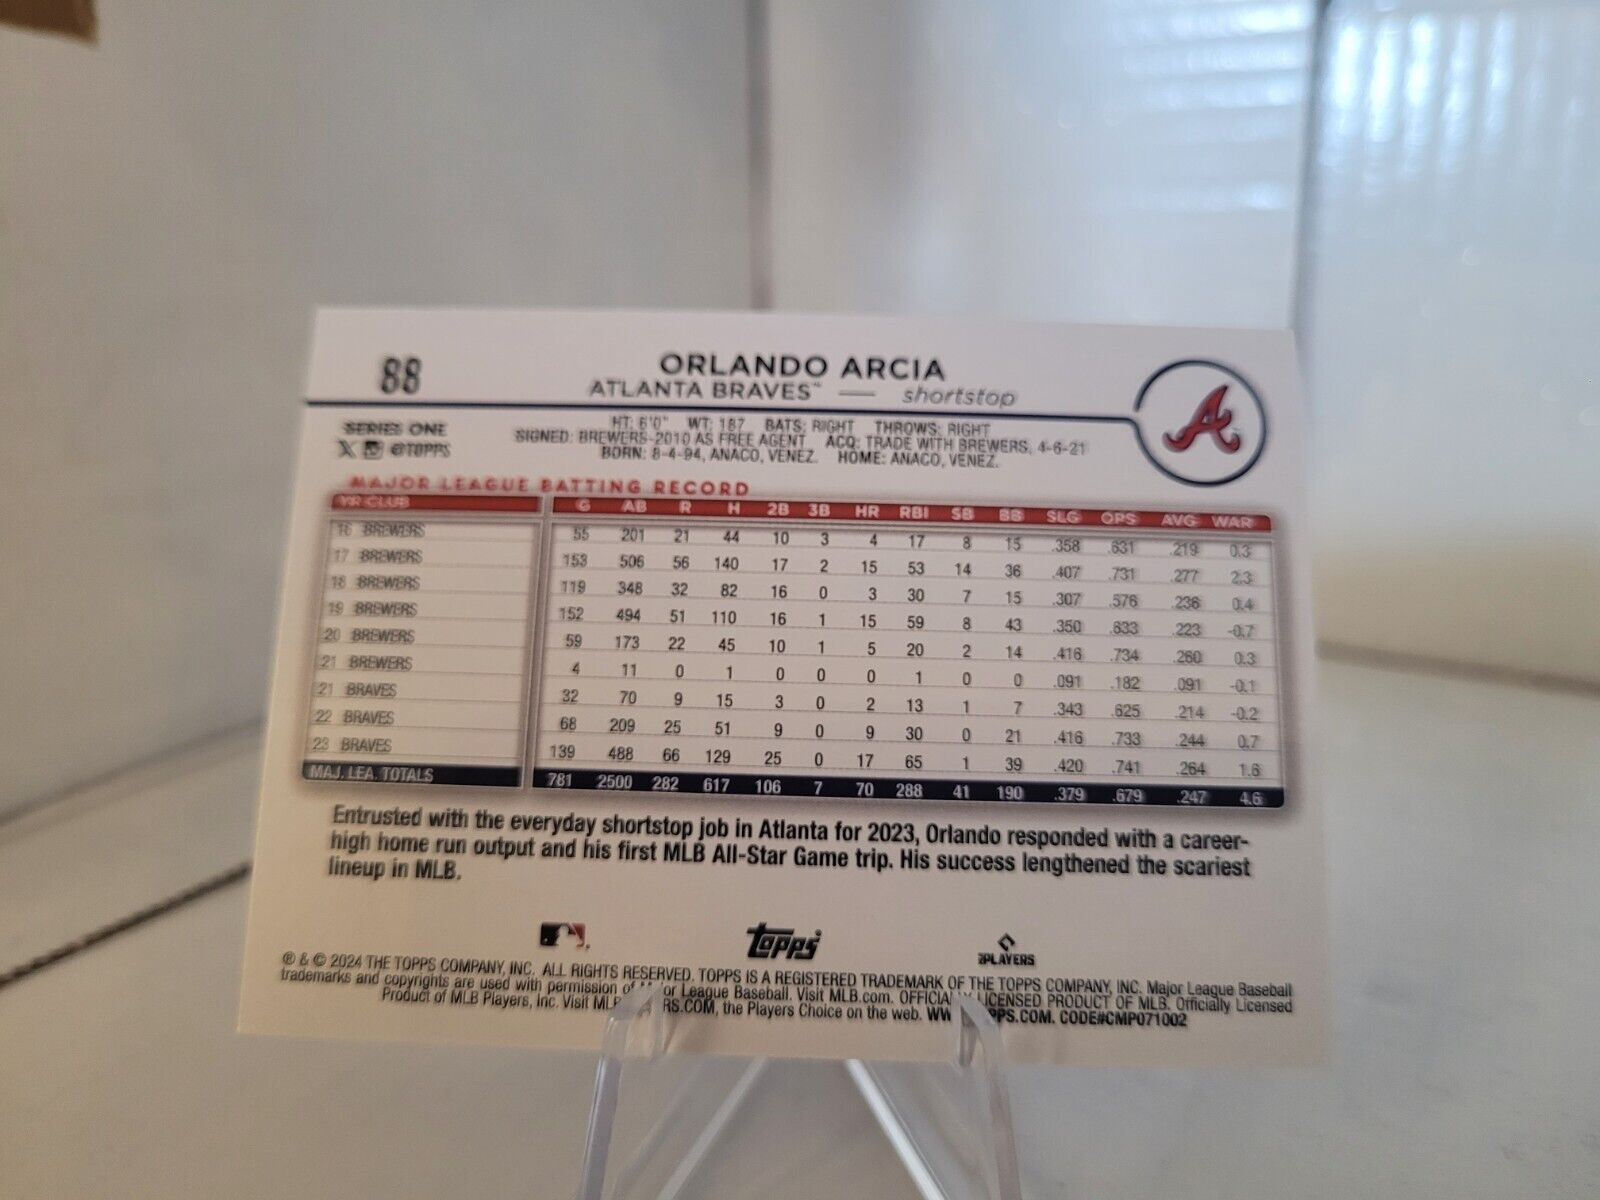 88
ORLANDO ARCIA
ATLANTA BRAVES™ — shortstop
A
SERIES ONE
X @TOPPS
HT: 6'0" WT: 187 BATS: RIGHT THROWS: RIGHT
SIGNED: BREWERS-2010 AS FREE AGENT ACQ: TRADE WITH BREWERS, 4-6-21
BORN: 8-4-94, ANACO, VENEZ. HOME: ANACO, VENEZ.
MAJOR LEAGUE BATTING RECORD
YR CLUB G AB R H 2B 3B HR RBI SB BB SLG OPS AVG WAR
16 BREWERS 55 201 21 44 10 3 4 17 8 15 .358 .631 .219 0.3
17 BREWERS 153 506 56 140 17 2 15 53 14 36 .407 .731 .277 2.3
18 BREWERS 119 348 32 82 16 0 3 30 7 15 .307 .576 .236 0.4
19 BREWERS 152 494 51 110 16 1 15 59 8 43 .350 .633 .223 -0.7
20 BREWERS 59 173 22 45 10 1 5 20 2 14 .416 .734 .260 0.3
21 BREWERS 4 11 0 1 0 0 0 1 0 0 .091 .182 .091 -0.1
21 BRAVES 32 70 9 15 3 0 2 13 1 7 .343 .625 .214 -0.2
22 BRAVES 68 209 25 51 9 0 9 30 0 21 .416 .733 .244 0.7
23 BRAVES 139 488 66 129 25 0 17 65 1 39 .420 .741 .264 1.6
MAJ. LEA. TOTALS 781 2500 282 617 106 7 70 288 41 190 .379 .679 .247 4.6
Entrusted with the everyday shortstop job in Atlanta for 2023, Orlando responded with a career-
high home run output and his first MLB All-Star Game trip. His success lengthened the scariest
lineup in MLB.
topps
PLAYERS
® & © 2024 THE TOPPS COMPANY, INC. ALL RIGHTS RESERVED. TOPPS IS A REGISTERED TRADEMARK OF THE TOPPS COMPANY, INC. Major League Baseball
trademarks and copyrights are used with permission of League Baseball. Visit MLB.com. OFFICIAL LICENSED PRODUCT OF MLB. Officially Licensed
Product of MLB Players, Inc. Visit the Players Choice on the web. CODE#CMP071002